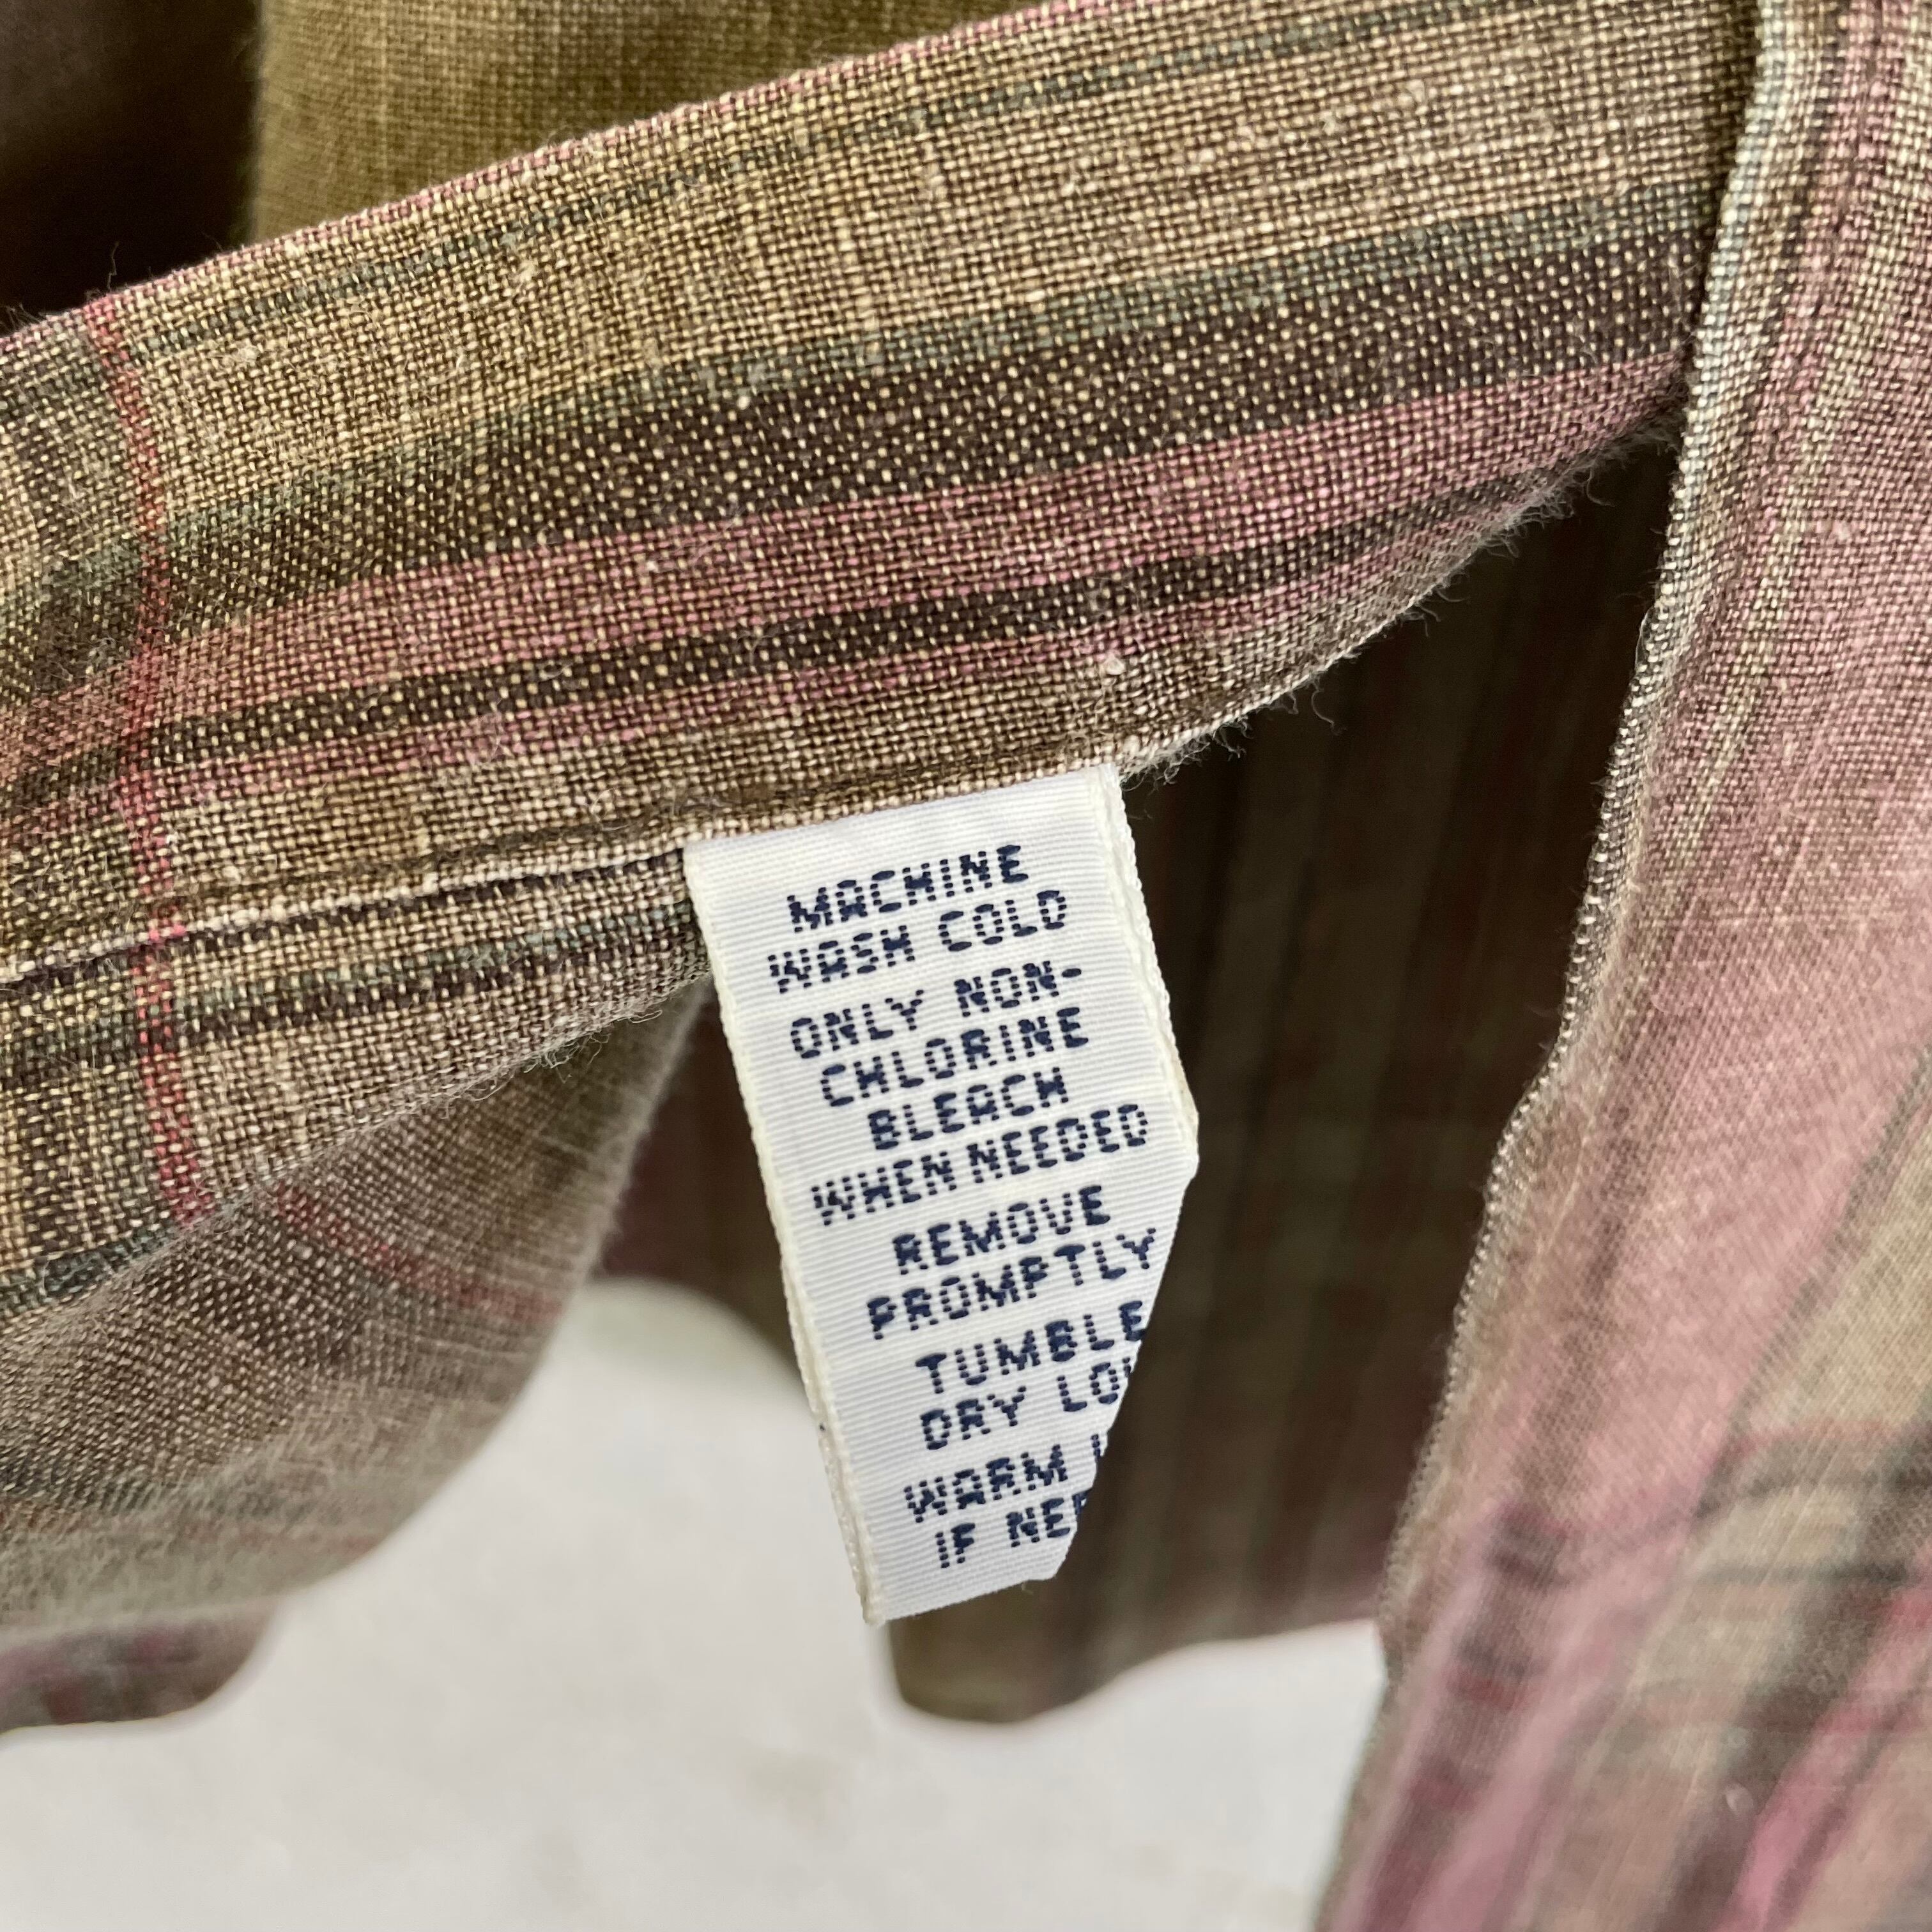 MACHINE
WASH COLD
ONLY NON-
CHLORINE
BLEACH
WHEN NEEDED
REMOVE
PROMPTLY
TUMBLE
DRY
WARM
IF